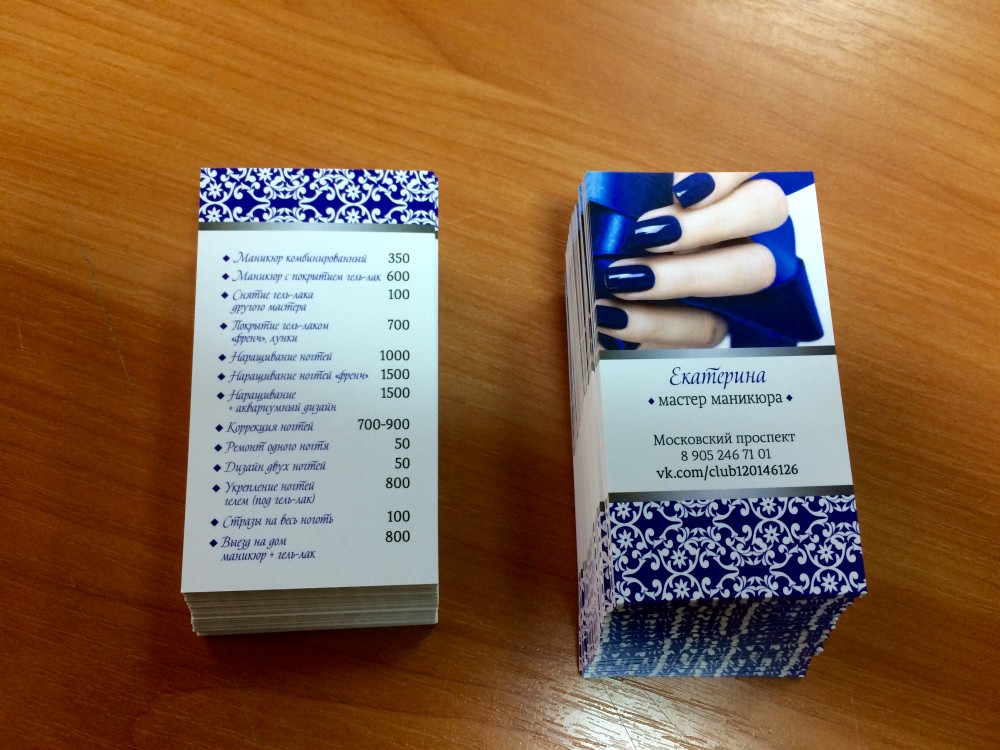 Маникюр комбинированный 350
Маникюр с покрытием гель-лак 600
Снятие гель-лака 100
другого мастера
Покрытие гель-лаком 700
«френч», лунки
Наращивание ногтей 1000
Наращивание ногтей «френч» 1500
Наращивание 1500
+ аквариумный дизайн
Коррекция ногтей 700-900
Ремонт одного ногтя 50
Дизайн двух ногтей 50
Укрепление ногтей 800
гелем (под гель-лак)
Стразы на весь ноготь 100
Выезд на дом 800
маникюр + гель-лак
Екатерина
мастер маникюра
Московский проспект
8 905 246 71 01
vk.com/club120146126